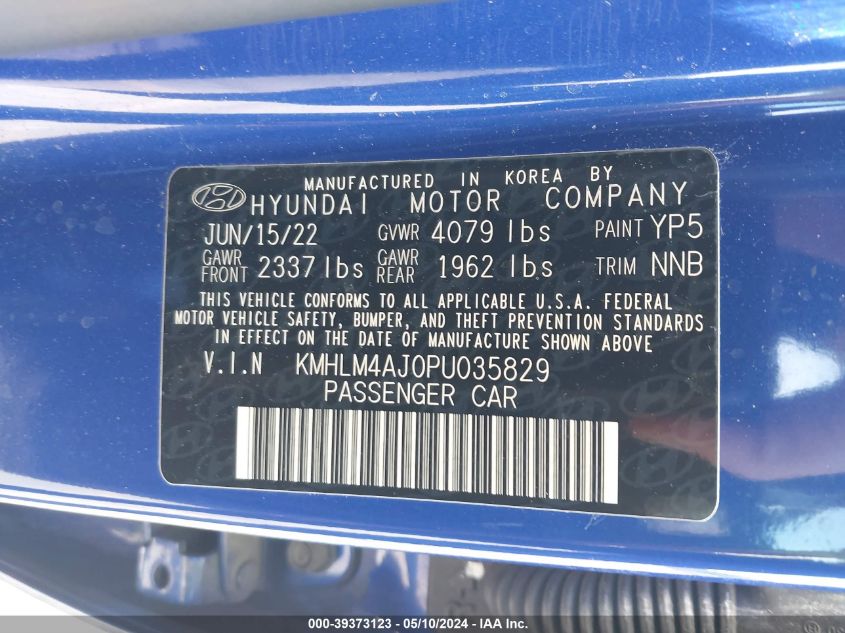 MANUFACTURED IN KOREA BY
HYUNDAI MOTOR COMPANY
JUN/15/22 GVWR 4079 lbs PAINT YP5
GAWR FRONT 2337 lbs GAWR REAR 1962 lbs TRIM NNB
THIS VEHICLE CONFORMS TO ALL APPLICABLE U.S.A. FEDERAL
MOTOR VEHICLE SAFETY, BUMPER, AND THEFT PREVENTION STANDARDS
IN EFFECT ON THE DATE OF MANUFACTURE SHOWN ABOVE
V.I.N KMHLM4AJ0PU035829
PASSENGER CAR
000-39373123 - 05/10/2024 - IAA Inc.